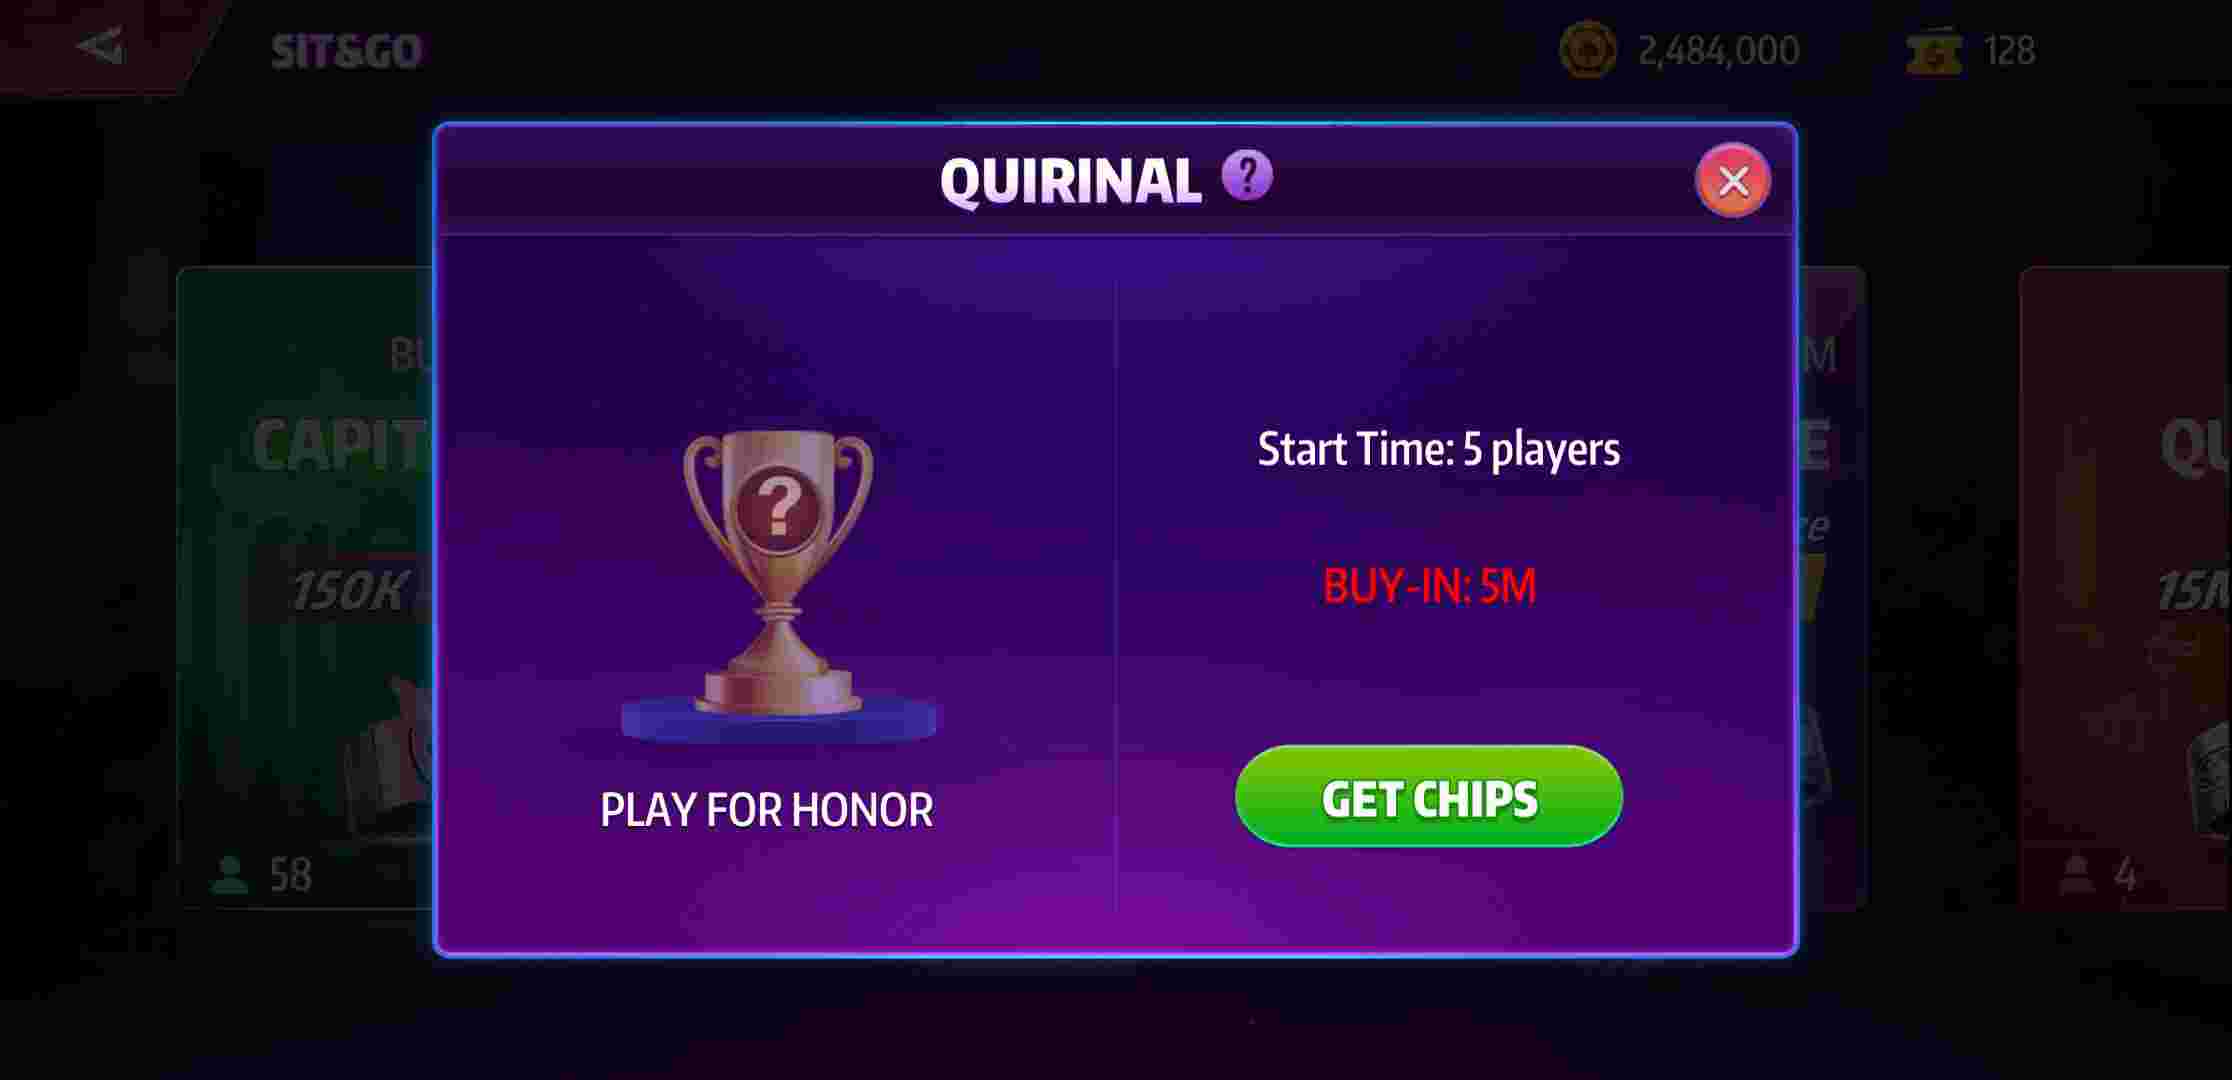 SIT&GO
2,484,000
128
QUIRINAL ?
BU
M
CAPIT
E
QU
Start Time: 5 players
ce
150K
BUY-IN: 5M
15M
?
PLAY FOR HONOR
GET CHIPS
58
4